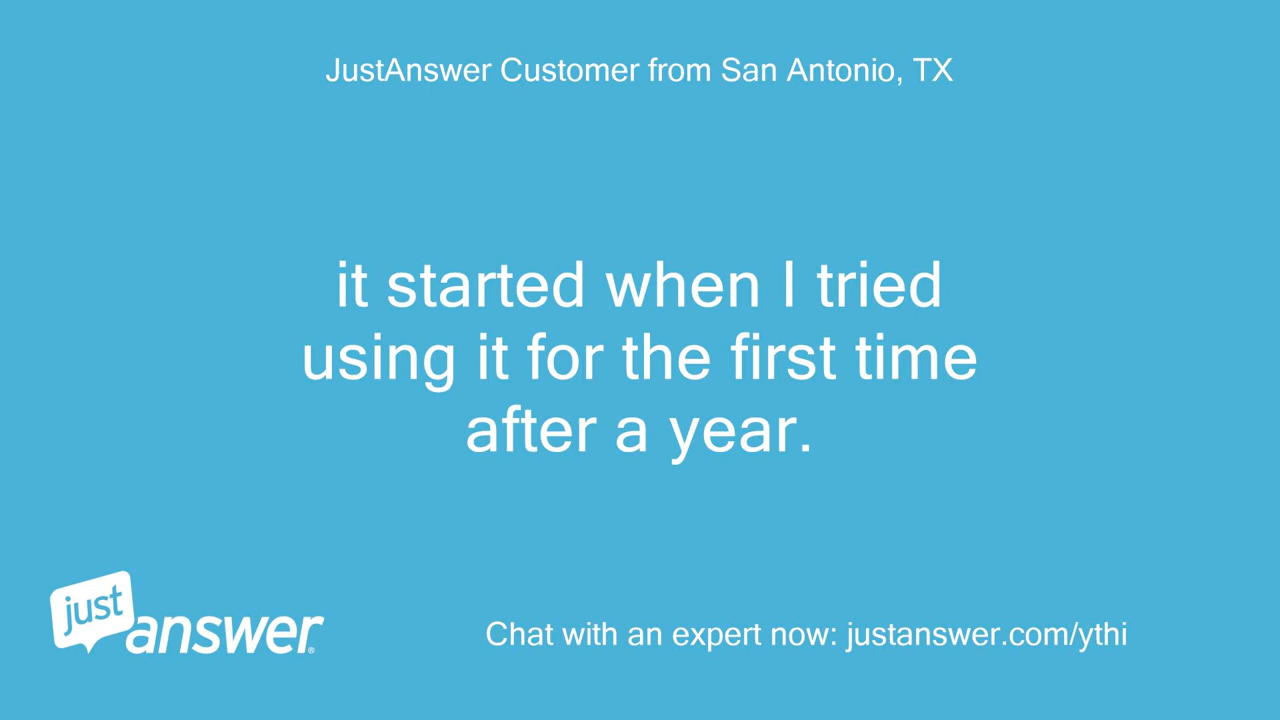 JustAnswer Customer from San Antonio, TX
it started when I tried
using it for the first time
after a year.
just
answer®
Chat with an expert now: justanswer.com/ythi